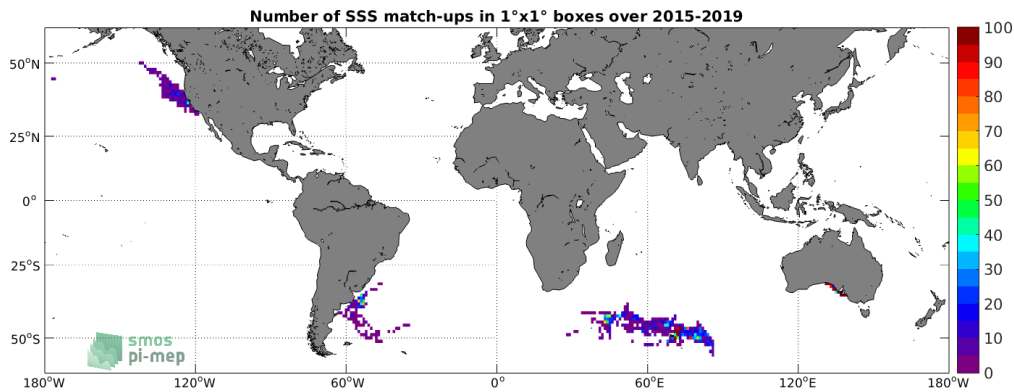 Number of SSS match-ups in 1°x1° boxes over 2015-2019
50°N
25°N
0°
25°S
50°S
180°W 120°W 60°W 0° 60°E 120°E 180°W
100
90
80
70
60
50
40
30
20
10
0
smos
pi-mep